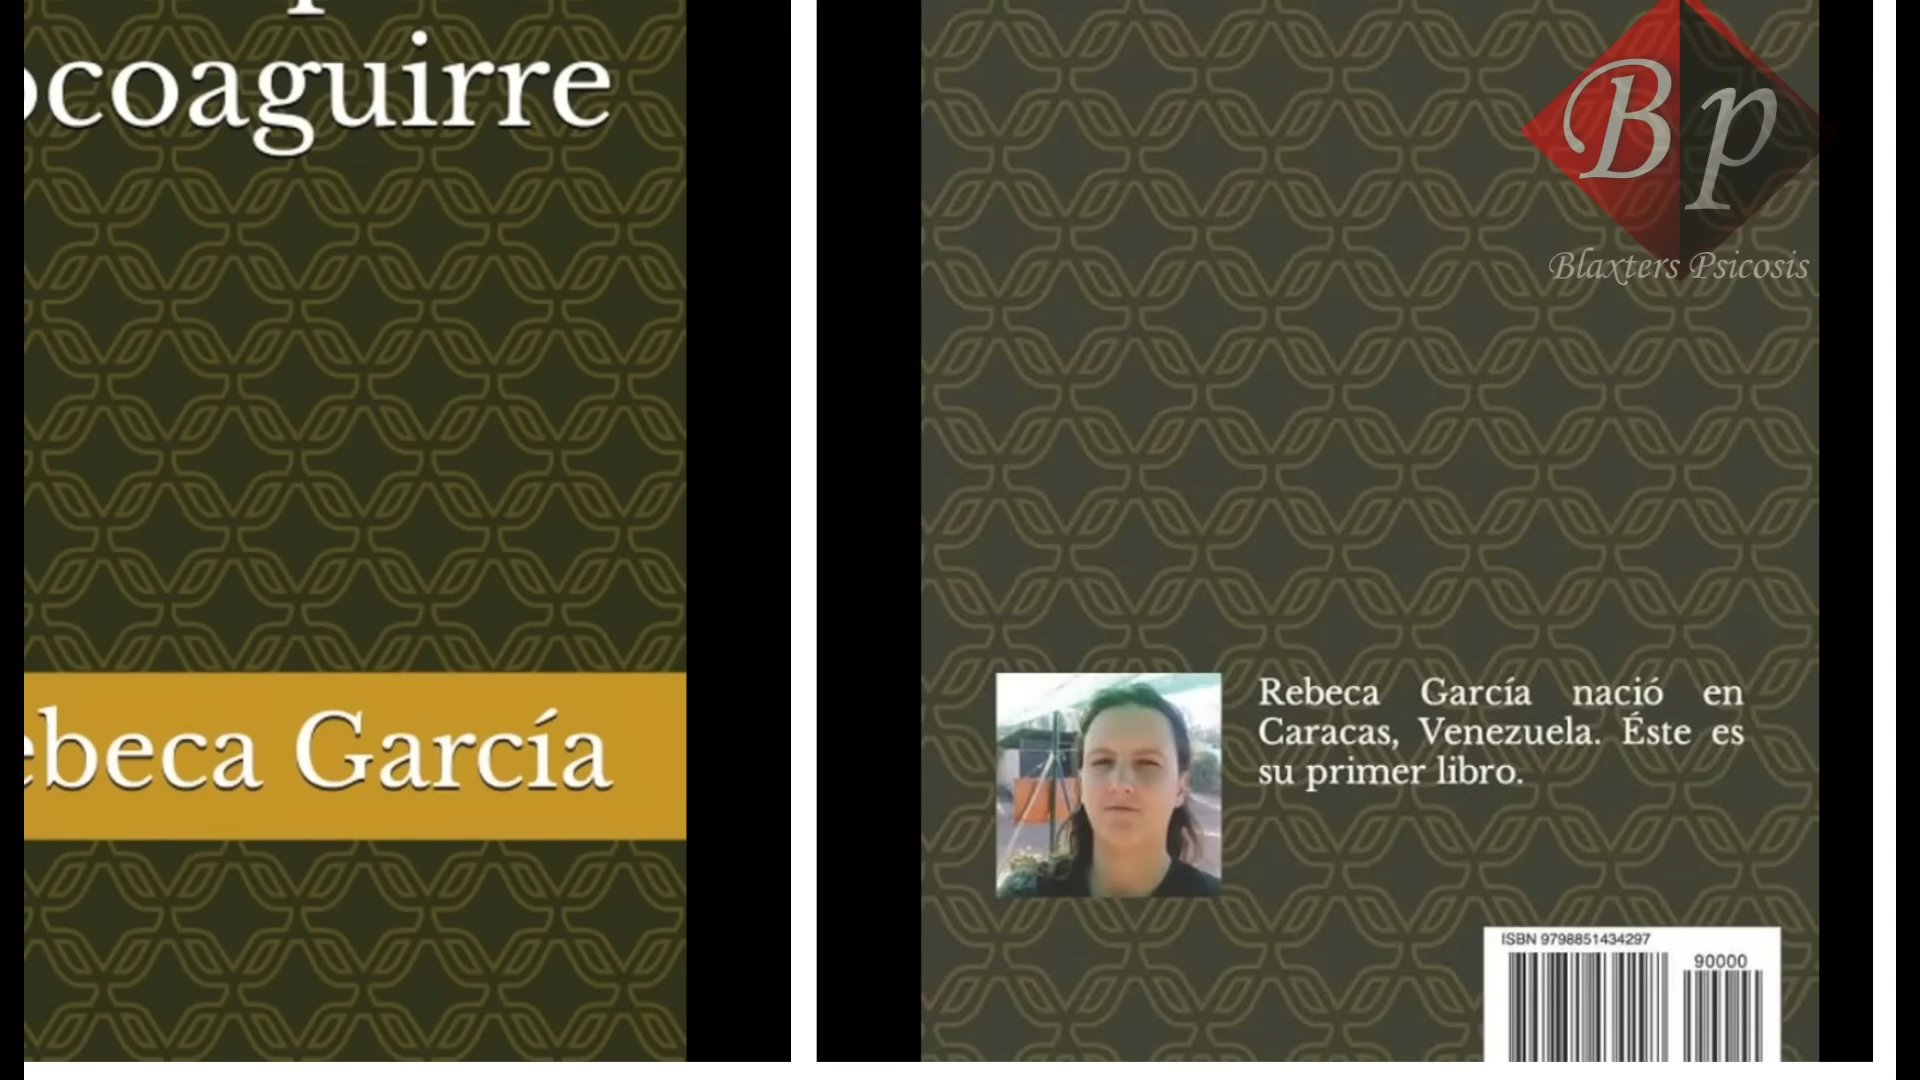 ocoaguirre
ebeca García
Bp
Blaxters Psicosis
Rebeca García nació en
Caracas, Venezuela. Éste es
su primer libro.
ISBN 9798851434297
90000